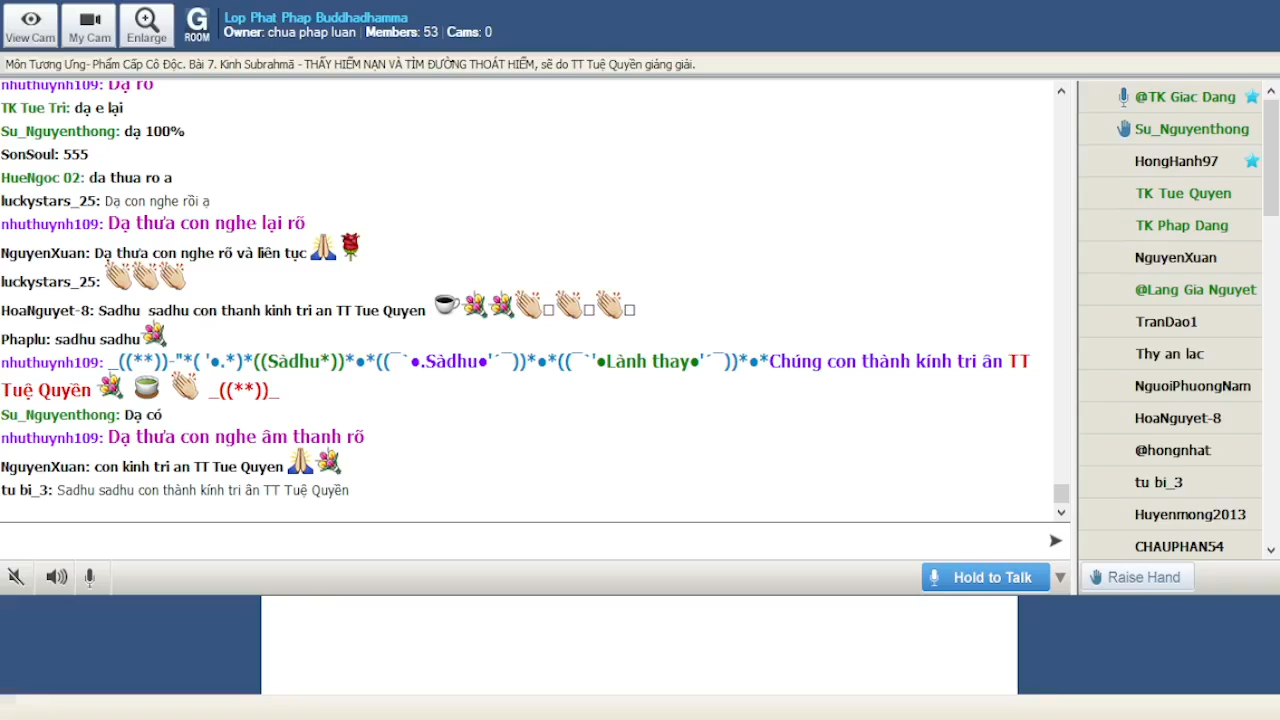 View Cam
My Cam
Enlarge
G
ROOM
Lop Phat Phap Buddhadhamma
Owner: chua phap luan | Members: 53 | Cams: 0
Môn Tương Ưng- Phẩm Cấp Cô Độc. Bài 7. Kinh Subrahmā - THẤY HIỂM NẠN VÀ TÌM ĐƯỜNG THOÁT HIỂM, sẽ do TT Tuệ Quyền giảng giải.
nhuthuynh109: Dạ rõ
TK Tue Tri: dạ e lại
Su_Nguyenthong: dạ 100%
SonSoul: 555
HueNgoc 02: da thua ro a
luckystars_25: Dạ con nghe rồi ạ
nhuthuynh109: Dạ thưa con nghe lại rõ
NguyenXuan: Dạ thưa con nghe rõ và liên tục 🙏🌹
luckystars_25: 👏👏👏
HoaNguyet-8: Sadhu sadhu con thanh kinh tri an TT Tue Quyen ☕💐💐👏□👏□👏□
Phaplu: sadhu sadhu💐
nhuthuynh109: _((**))-"*( '●.*)*((Sàdhu*))*●*((¯`●.Sàdhu●'´¯))*●*((¯`'●Lành thay●'´¯))*●*Chúng con thành kính tri ân TT
Tuệ Quyền 💐 🍵 👏 _((**))_
Su_Nguyenthong: Dạ có
nhuthuynh109: Dạ thưa con nghe âm thanh rõ
NguyenXuan: con kinh tri an TT Tue Quyen 🙏💐
tu bi_3: Sadhu sadhu con thành kính tri ân TT Tuệ Quyền
Hold to Talk
@TK Giac Dang
Su_Nguyenthong
HongHanh97
TK Tue Quyen
TK Phap Dang
NguyenXuan
@Lang Gia Nguyet
TranDao1
Thy an lac
NguoiPhuongNam
HoaNguyet-8
@hongnhat
tu bi_3
Huyenmong2013
CHAUPHAN54
Raise Hand